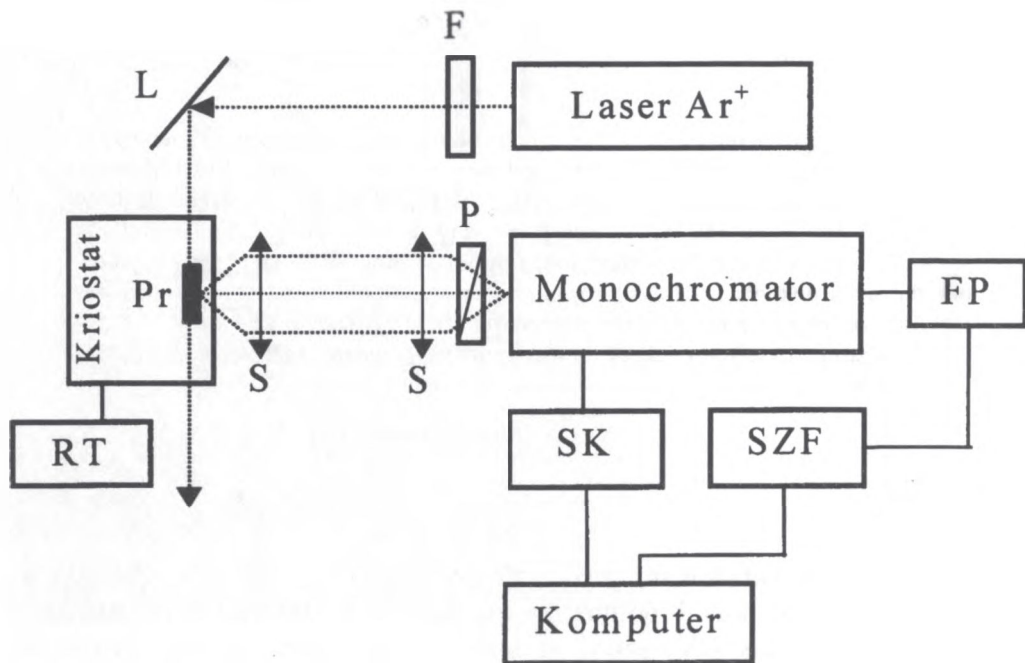 F
L
Laser Ar⁺
Kriostat
Pr
S
S
P
Monochromator
FP
RT
SK
SZF
Komputer